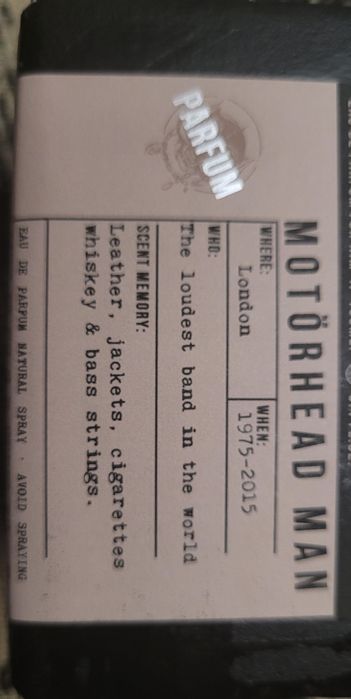 MOTÖRHEAD MAN
WHERE:
London
WHEN:
1975-2015
WHO:
The loudest band in the world
SCENT MEMORY:
Leather, jackets, cigarettes
whiskey & bass strings.
PARFUM
EAU DE PARFUM NATURAL SPRAY · AVOID SPRAYING